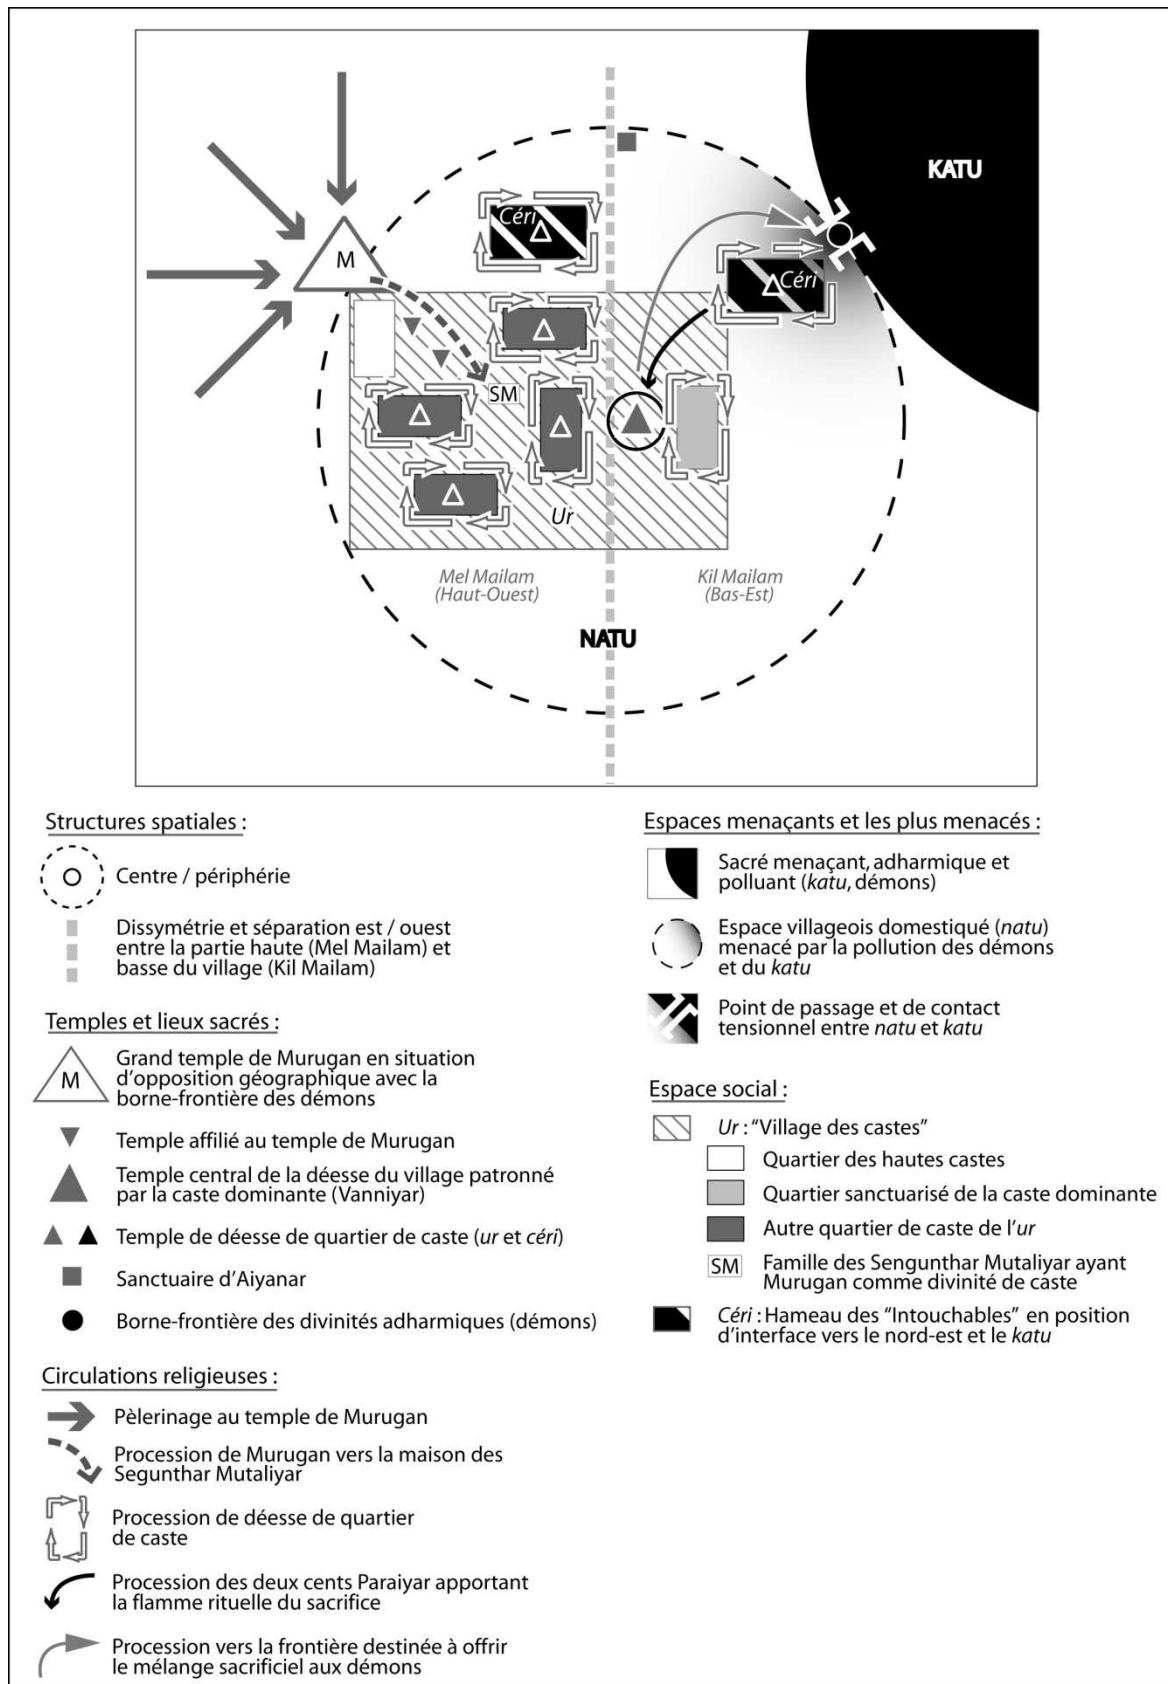 KATU
Céri
M
Céri
SM
Ur
Mel Mailam
(Haut-Ouest)
Kil Mailam
(Bas-Est)
NATU
Structures spatiales :
Centre / périphérie
Dissymétrie et séparation est / ouest
entre la partie haute (Mel Mailam) et
basse du village (Kil Mailam)
Temples et lieux sacrés :
M
Grand temple de Murugan en situation
d'opposition géographique avec la
borne-frontière des démons
Temple affilié au temple de Murugan
Temple central de la déesse du village patronné
par la caste dominante (Vanniyar)
Temple de déesse de quartier de caste (ur et céri)
Sanctuaire d'Aiyanar
Borne-frontière des divinités adharmiques (démons)
Circulations religieuses :
Pèlerinage au temple de Murugan
Procession de Murugan vers la maison des
Segunthar Mutaliyar
Procession de déesse de quartier
de caste
Procession des deux cents Paraiyar apportant
la flamme rituelle du sacrifice
Procession vers la frontière destinée à offrir
le mélange sacrificiel aux démons
Espaces menaçants et les plus menacés :
Sacré menaçant, adharmique et
polluant (katu, démons)
Espace villageois domestiqué (natu)
menacé par la pollution des démons
et du katu
Point de passage et de contact
tensionnel entre natu et katu
Espace social :
Ur : "Village des castes"
Quartier des hautes castes
Quartier sanctuarisé de la caste dominante
Autre quartier de caste de l'ur
SM
Famille des Sengunthar Mutaliyar ayant
Murugan comme divinité de caste
Céri : Hameau des "Intouchables" en position
d'interface vers le nord-est et le katu